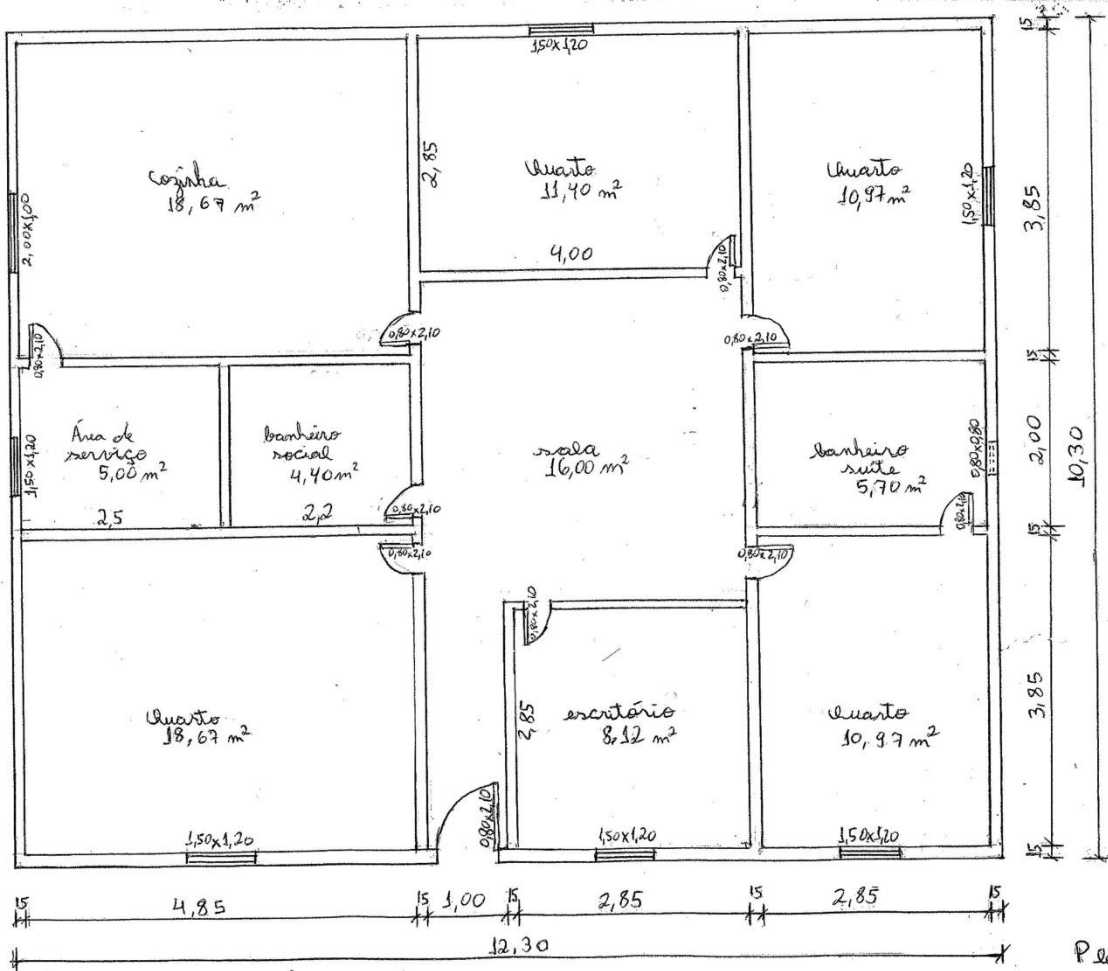 15
1,50x1,20
cozinha
18,67 m²
2,85
Quarto
11,40 m²
4,00
Quarto
10,97 m²
1,50x1,20
3,85
2,00x1,00
0,80x2,10
0,80x2,10
0,80x2,10
0,80x2,10
15
Área de
serviço
5,00 m²
2,5
1,50x1,20
banheiro
social
4,40 m²
2,2
0,80x2,10
sala
16,00 m²
banheiro
suíte
5,70 m²
0,80x0,80
0,80x2,10
2,00
10,30
15
0,80x2,10
0,80x2,10
0,80x2,10
Quarto
18,67 m²
2,85
escritório
8,12 m²
Quarto
10,97 m²
3,85
0,80x2,10
1,50x1,20
1,50x1,20
1,50x1,20
15
15
4,85
15
1,00
15
2,85
15
2,85
15
12,30